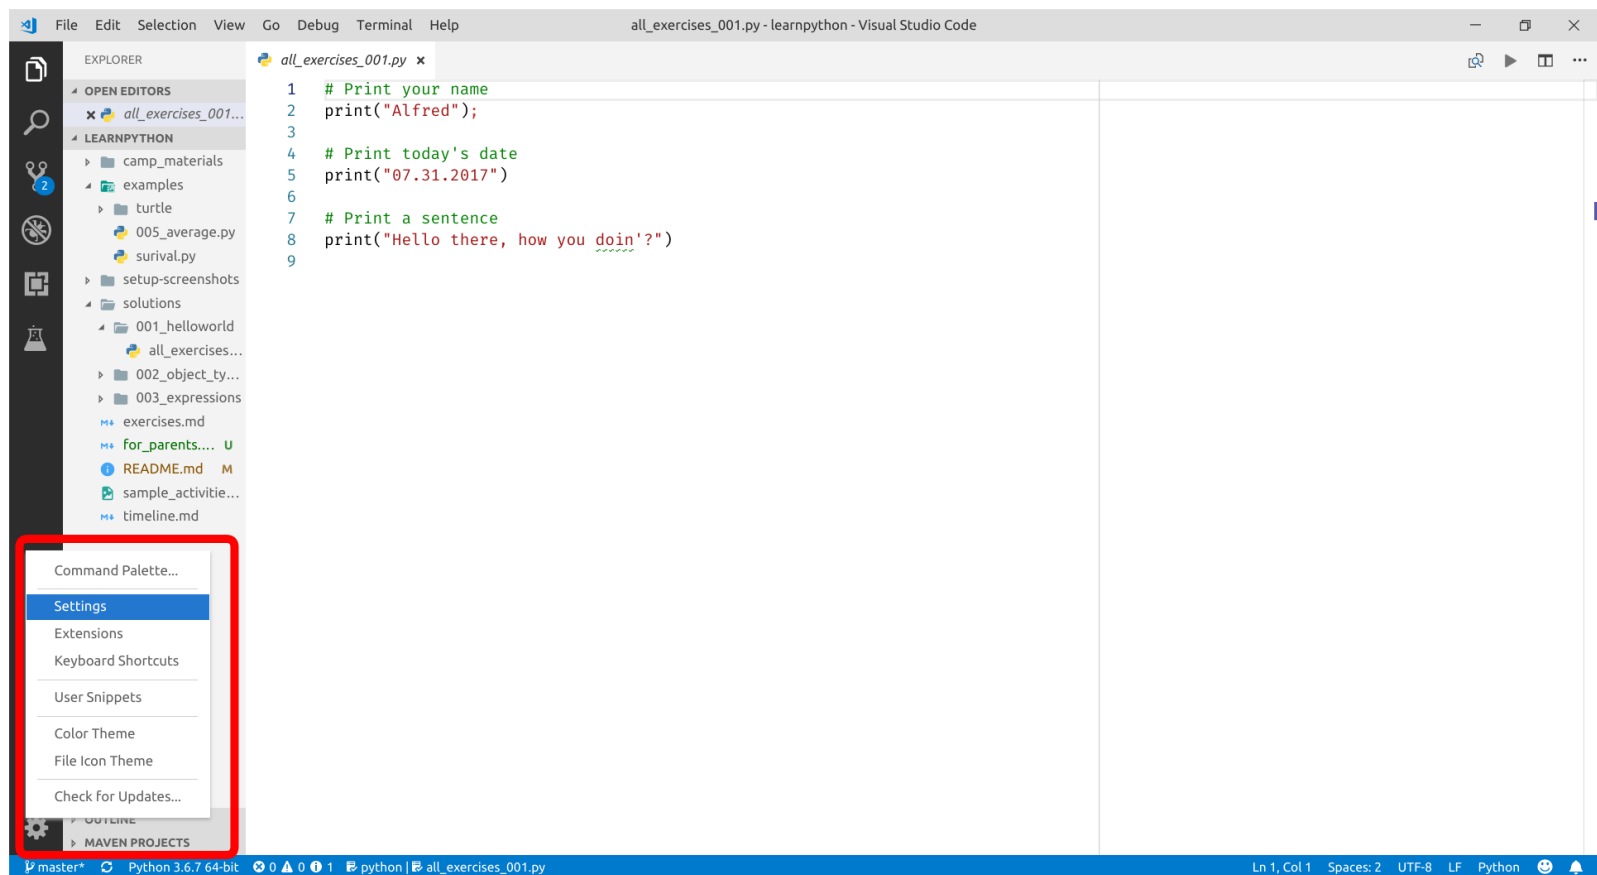 File Edit Selection View Go Debug Terminal Help all_exercises_001.py - learnpython - Visual Studio Code
EXPLORER
all_exercises_001.py
OPEN EDITORS
all_exercises_001...
LEARNPYTHON
camp_materials
examples
turtle
005_average.py
surival.py
setup-screenshots
solutions
001_helloworld
all_exercises...
002_object_ty...
003_expressions
exercises.md
for_parents.... U
README.md M
sample_activitie...
timeline.md
2
1 # Print your name
2 print("Alfred");
3
4 # Print today's date
5 print("07.31.2017")
6
7 # Print a sentence
8 print("Hello there, how you doin'?")
9
Command Palette...
Settings
Extensions
Keyboard Shortcuts
User Snippets
Color Theme
File Icon Theme
Check for Updates...
OUTLINE
MAVEN PROJECTS
master* Python 3.6.7 64-bit 0 0 1 python | all_exercises_001.py Ln 1, Col 1 Spaces: 2 UTF-8 LF Python